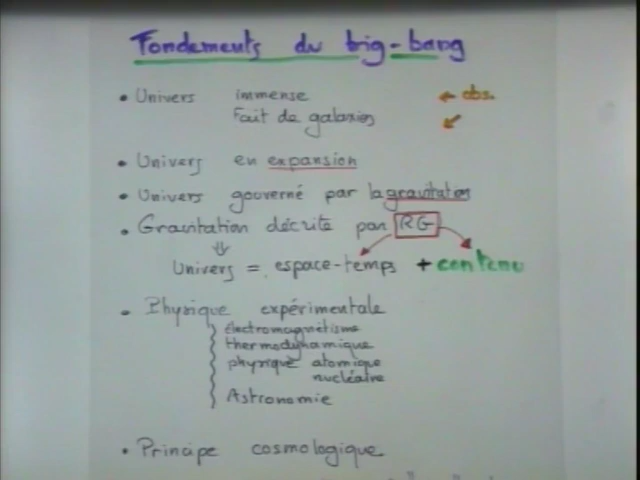 Fondements du big-bang
• Univers immense ← obs.
Fait de galaxies ↙
• Univers en expansion
• Univers gouverné par la gravitation
• Gravitation décrite par RG
⇓
Univers = espace-temps + contenu
• Physique expérimentale
électromagnétisme
thermodynamique
physique atomique
nucléaire
Astronomie
• Principe cosmologique